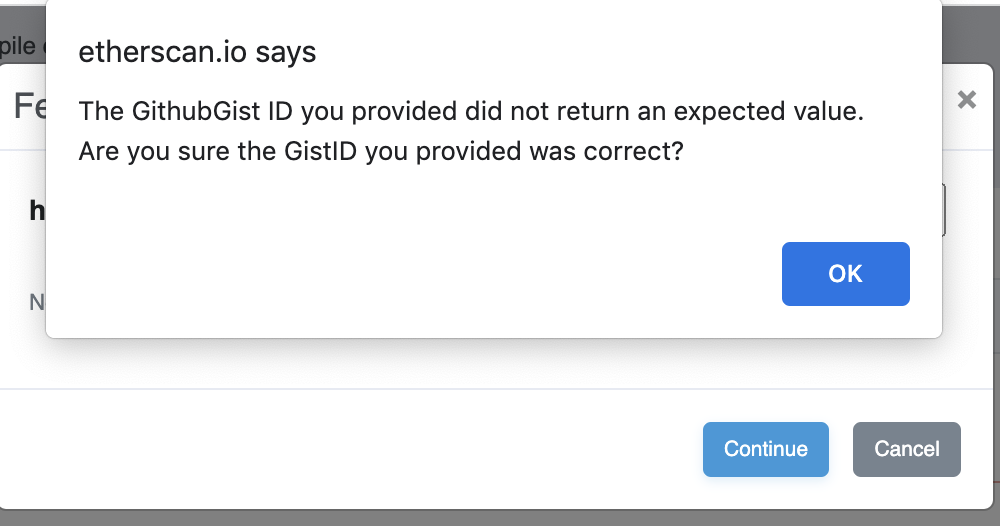 etherscan.io says
pile
The GithubGist ID you provided did not return an expected value.
Are you sure the GistID you provided was correct?
Fe
×
h
OK
N
Continue
Cancel